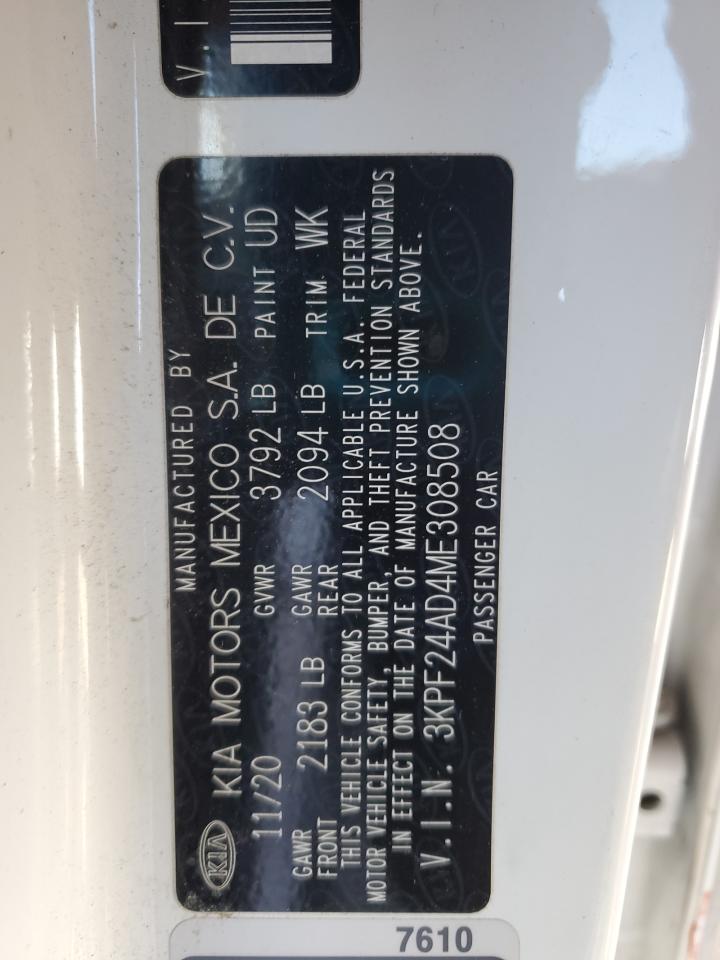 V.I
MANUFACTURED BY
KIA KIA MOTORS MEXICO S.A. DE C.V.
11/20 GVWR 3792 LB PAINT UD
GAWR FRONT 2183 LB GAWR REAR 2094 LB TRIM WK
THIS VEHICLE CONFORMS TO ALL APPLICABLE U.S.A. FEDERAL
MOTOR VEHICLE SAFETY, BUMPER, AND THEFT PREVENTION STANDARDS
IN EFFECT ON THE DATE OF MANUFACTURE SHOWN ABOVE.
V.I.N. 3KPF24AD4ME308508
PASSENGER CAR
7610